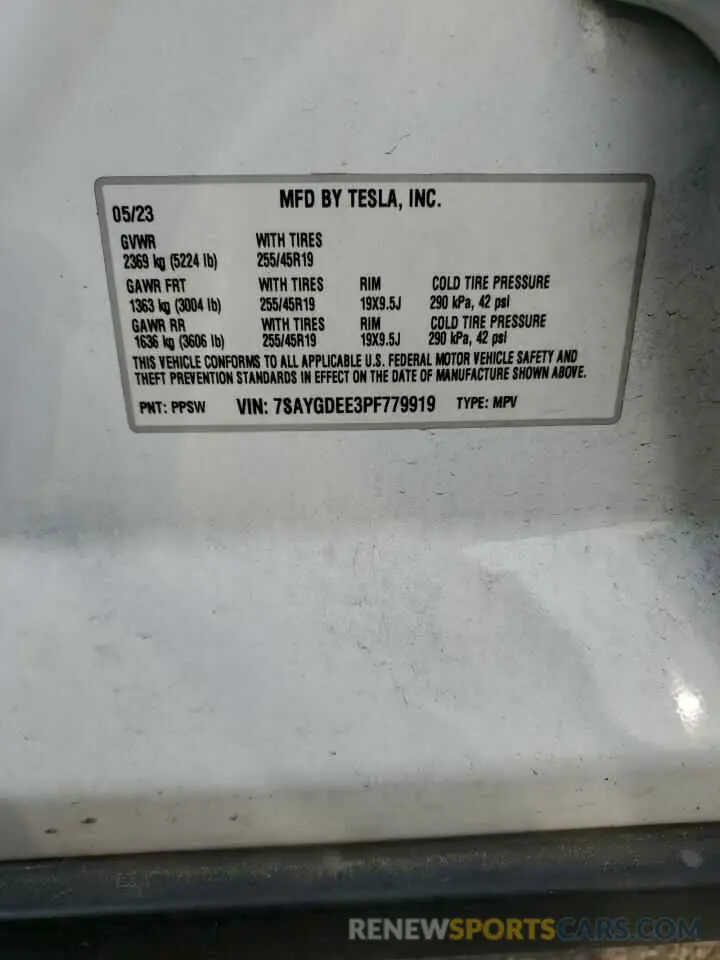 MFD BY TESLA, INC.
05/23
GVWR WITH TIRES
2369 kg (5224 lb) 255/45R19
GAWR FRT WITH TIRES RIM COLD TIRE PRESSURE
1363 kg (3004 lb) 255/45R19 19X9.5J 290 kPa, 42 psi
GAWR RR WITH TIRES RIM COLD TIRE PRESSURE
1636 kg (3606 lb) 255/45R19 19X9.5J 290 kPa, 42 psi
THIS VEHICLE CONFORMS TO ALL APPLICABLE U.S. FEDERAL MOTOR VEHICLE SAFETY AND
THEFT PREVENTION STANDARDS IN EFFECT ON THE DATE OF MANUFACTURE SHOWN ABOVE.
PNT: PPSW VIN: 7SAYGDEE3PF779919 TYPE: MPV
RENEWSPORTSCARS.COM